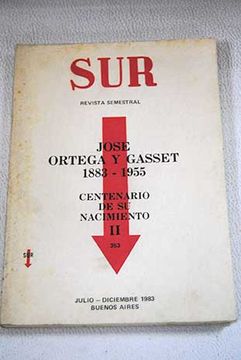 SUR
REVISTA SEMESTRAL
JOSE
ORTEGA Y GASSET
1883 - 1955
CENTENARIO
DE SU
NACIMIENTO
II
353
SUR
JULIO - DICIEMBRE 1983
BUENOS AIRES